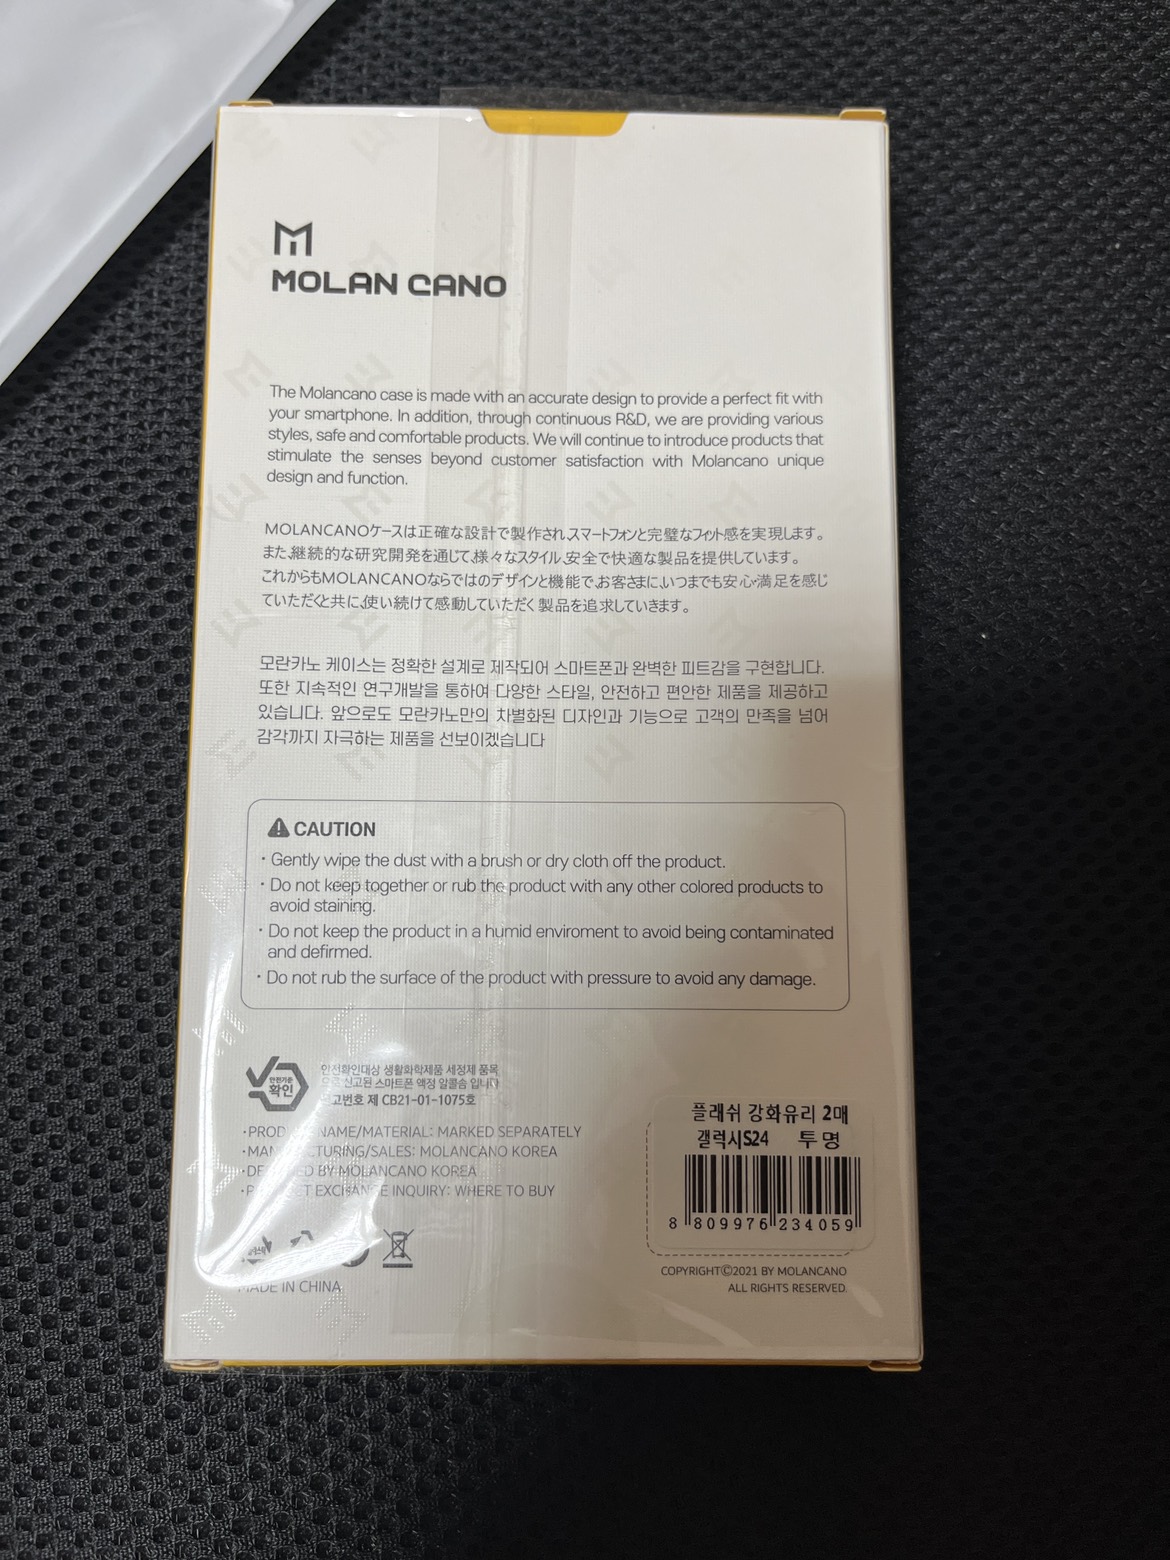 MOLAN CANO
The Molancano case is made with an accurate design to provide a perfect fit with
your smartphone. In addition, through continuous R&D, we are providing various
styles, safe and comfortable products. We will continue to introduce products that
stimulate the senses beyond customer satisfaction with Molancano unique
design and function.
MOLANCANOケースは正確な設計で製作され、スマートフォンと完璧なフィット感を実現します。
また、継続的な研究開発を通じて、様々なスタイル、安全で快適な製品を提供しています。
これからもMOLANCANOならではのデザインと機能で、お客さまに、いつまでも安心・満足を感じ
ていただくと共に、使い続けて感動していただく製品を追求していきます。
모란카노 케이스는 정확한 설계로 제작되어 스마트폰과 완벽한 피트감을 구현합니다.
또한 지속적인 연구개발을 통하여 다양한 스타일, 안전하고 편안한 제품을 제공하고
있습니다. 앞으로도 모란카노만의 차별화된 디자인과 기능으로 고객의 만족을 넘어
감각까지 자극하는 제품을 선보이겠습니다
CAUTION
· Gently wipe the dust with a brush or dry cloth off the product.
· Do not keep together or rub the product with any other colored products to
avoid staining.
· Do not keep the product in a humid enviroment to avoid being contaminated
and defirmed.
· Do not rub the surface of the product with pressure to avoid any damage.
안전기준
확인
안전확인대상 생활화학제품 세정제 품목
으로 신고된 스마트폰 액정 알콜솜 입니다
신고번호 제 CB21-01-1075호
·PRODUCT NAME/MATERIAL: MARKED SEPARATELY
·MANUFACTURING/SALES: MOLANCANO KOREA
·DESIGNED BY MOLANCANO KOREA
·PRODUCT EXCHANGE INQUIRY: WHERE TO BUY
MADE IN CHINA
플래쉬 강화유리 2매
갤럭시S24 투명
8 809976 234059
COPYRIGHTⓒ2021 BY MOLANCANO
ALL RIGHTS RESERVED.